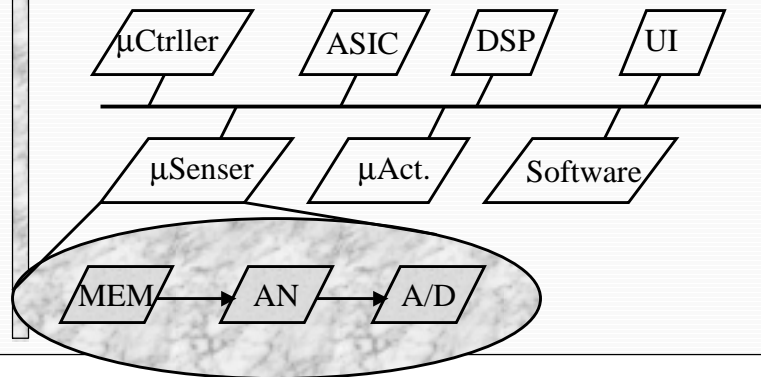 μCtrller ASIC DSP UI
μSenser μAct. Software
MEM AN A/D